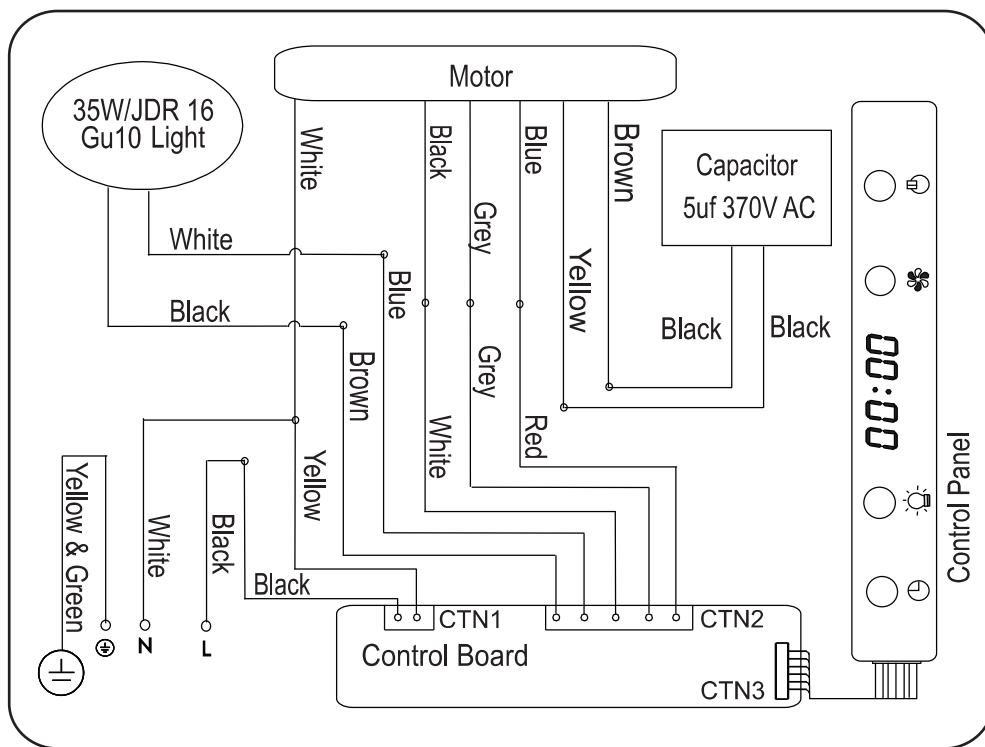 Motor
35W/JDR 16
Gu10 Light
White
Black
Grey
Blue
Brown
Capacitor
5uf 370V AC
White
Black
Blue
Brown
Yellow
Grey
White
Red
Black
Black
00:00
Control Panel
Yellow & Green
White
Black
Yellow
Black
N
L
CTN1
CTN2
Control Board
CTN3